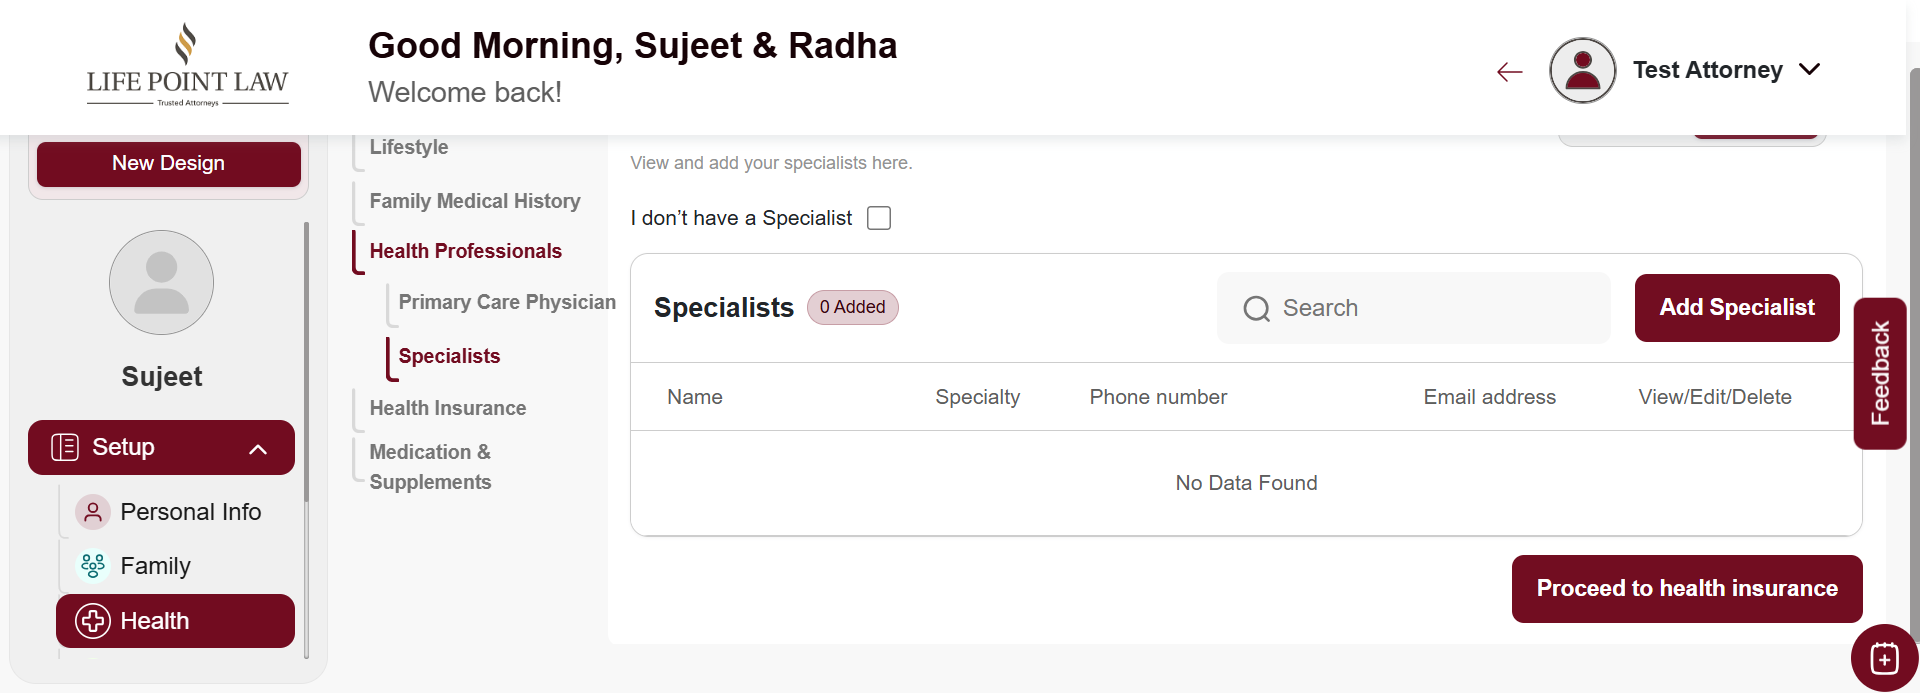 LIFE POINT LAW
Trusted Attorneys
Good Morning, Sujeet & Radha
Welcome back!
Test Attorney
New Design
Sujeet
Setup
Personal Info
Family
Health
Lifestyle
Family Medical History
Health Professionals
Primary Care Physician
Specialists
Health Insurance
Medication &
Supplements
View and add your specialists here.
I don’t have a Specialist
Specialists 0 Added Search Add Specialist
Name Specialty Phone number Email address View/Edit/Delete
No Data Found
Proceed to health insurance
Feedback